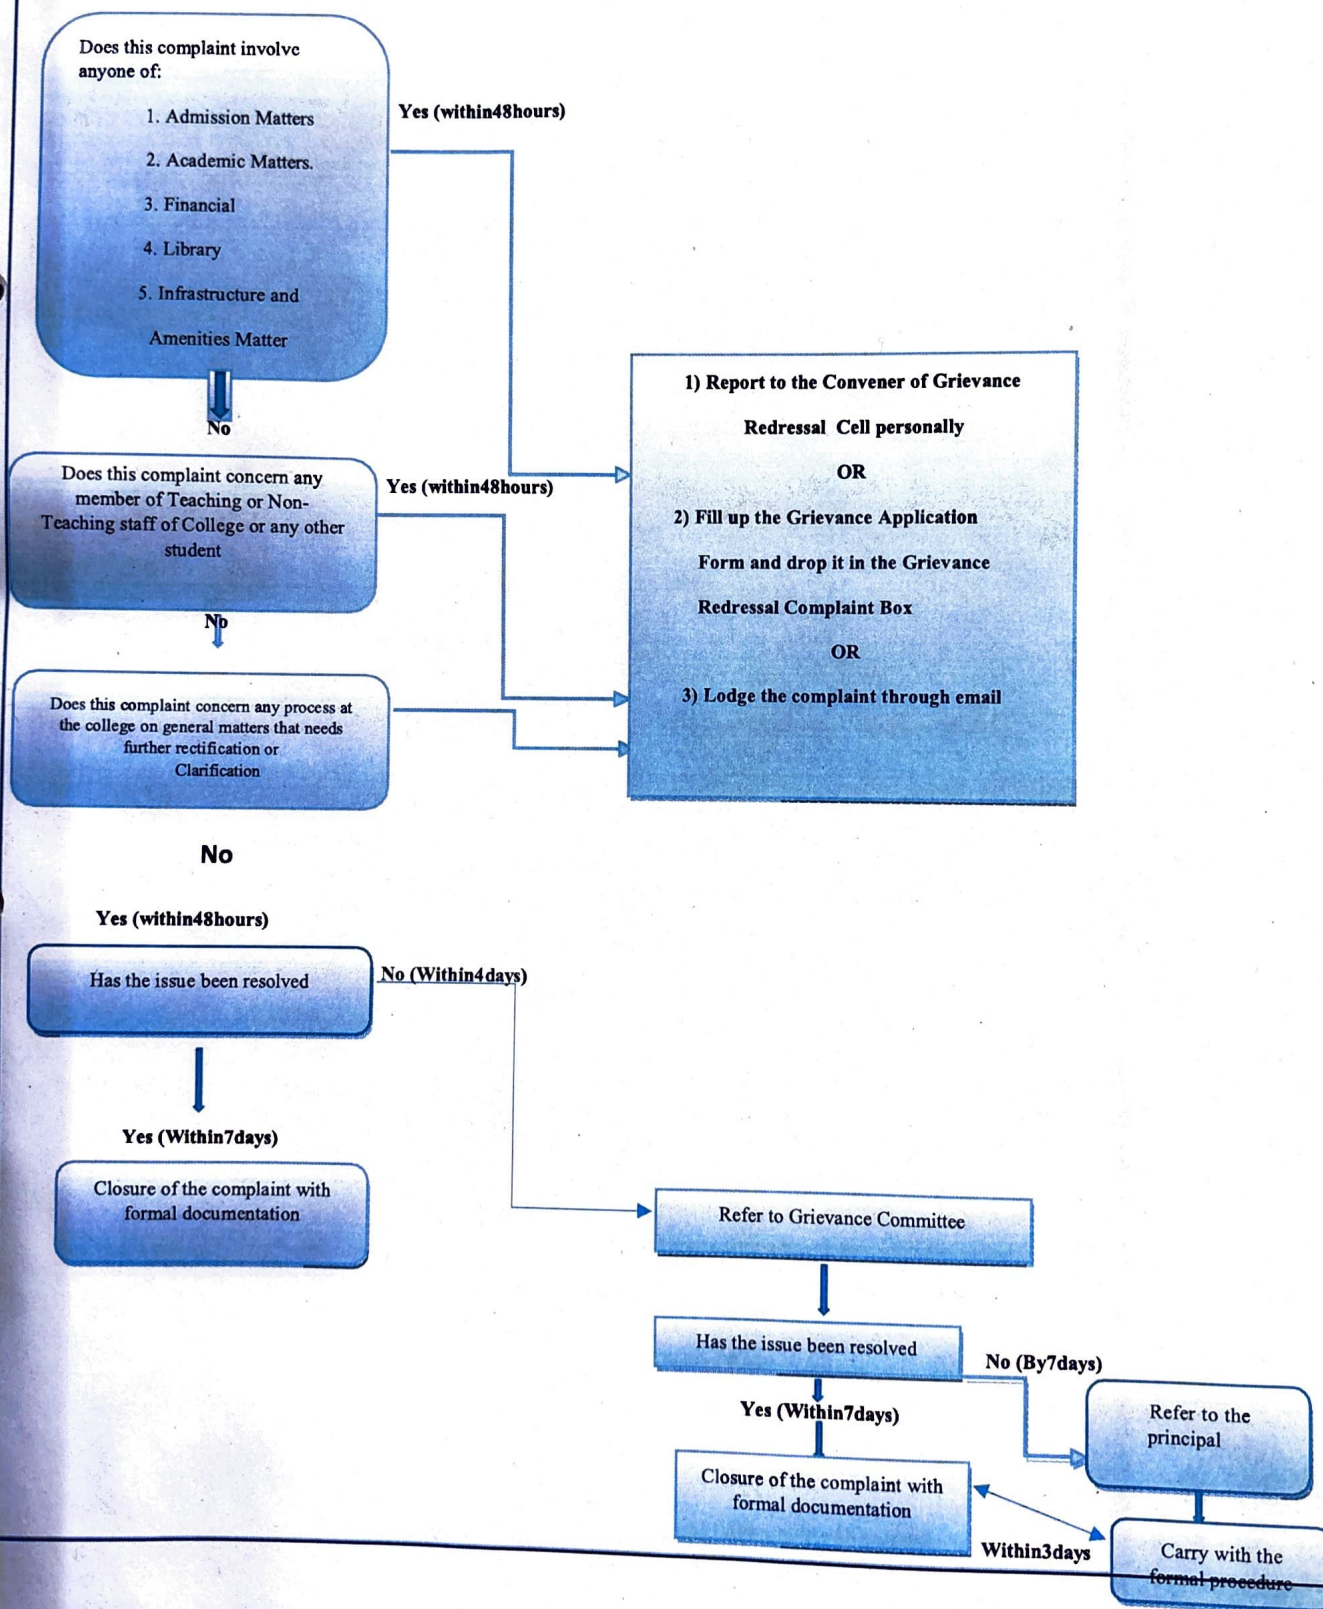 Does this complaint involve
anyone of:
1. Admission Matters
2. Academic Matters.
3. Financial
4. Library
5. Infrastructure and
Amenities Matter
Yes (within48hours)
No
Does this complaint concern any
member of Teaching or Non-
Teaching staff of College or any other
student
Yes (within48hours)
No
Does this complaint concern any process at
the college on general matters that needs
further rectification or
Clarification
1) Report to the Convener of Grievance
Redressal Cell personally
OR
2) Fill up the Grievance Application
Form and drop it in the Grievance
Redressal Complaint Box
OR
3) Lodge the complaint through email
No
Yes (within48hours)
Has the issue been resolved
No (Within4days)
Yes (Within7days)
Closure of the complaint with
formal documentation
Refer to Grievance Committee
Has the issue been resolved
No (By7days)
Yes (Within7days)
Refer to the
principal
Closure of the complaint with
formal documentation
Within3days
Carry with the
formal procedure